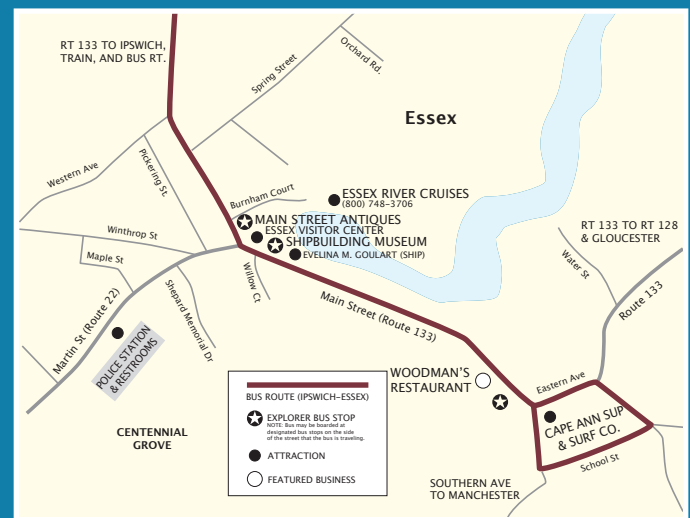 RT 133 TO IPSWICH,
TRAIN, AND BUS RT.
Orchard Rd.
Spring Street
Essex
Western Ave
Pickering St.
Burnham Court
ESSEX RIVER CRUISES
(800) 748-3706
MAIN STREET ANTIQUES
ESSEX VISITOR CENTER
SHIPBUILDING MUSEUM
EVELINA M. GOULART (SHIP)
RT 133 TO RT 128
& GLOUCESTER
Winthrop St
Maple St
Water St
Willow Ct
Shepard Memorial Dr
Martin St (Route 22)
Main Street (Route 133)
Route 133
POLICE STATION
& RESTROOMS
WOODMAN'S
RESTAURANT
Eastern Ave
CAPE ANN SUP
& SURF CO.
School St
CENTENNIAL
GROVE
BUS ROUTE (IPSWICH–ESSEX)
EXPLORER BUS STOP
NOTE: Bus may be boarded at
designated bus stops on the side
of the street that the bus is traveling.
ATTRACTION
FEATURED BUSINESS
SOUTHERN AVE
TO MANCHESTER